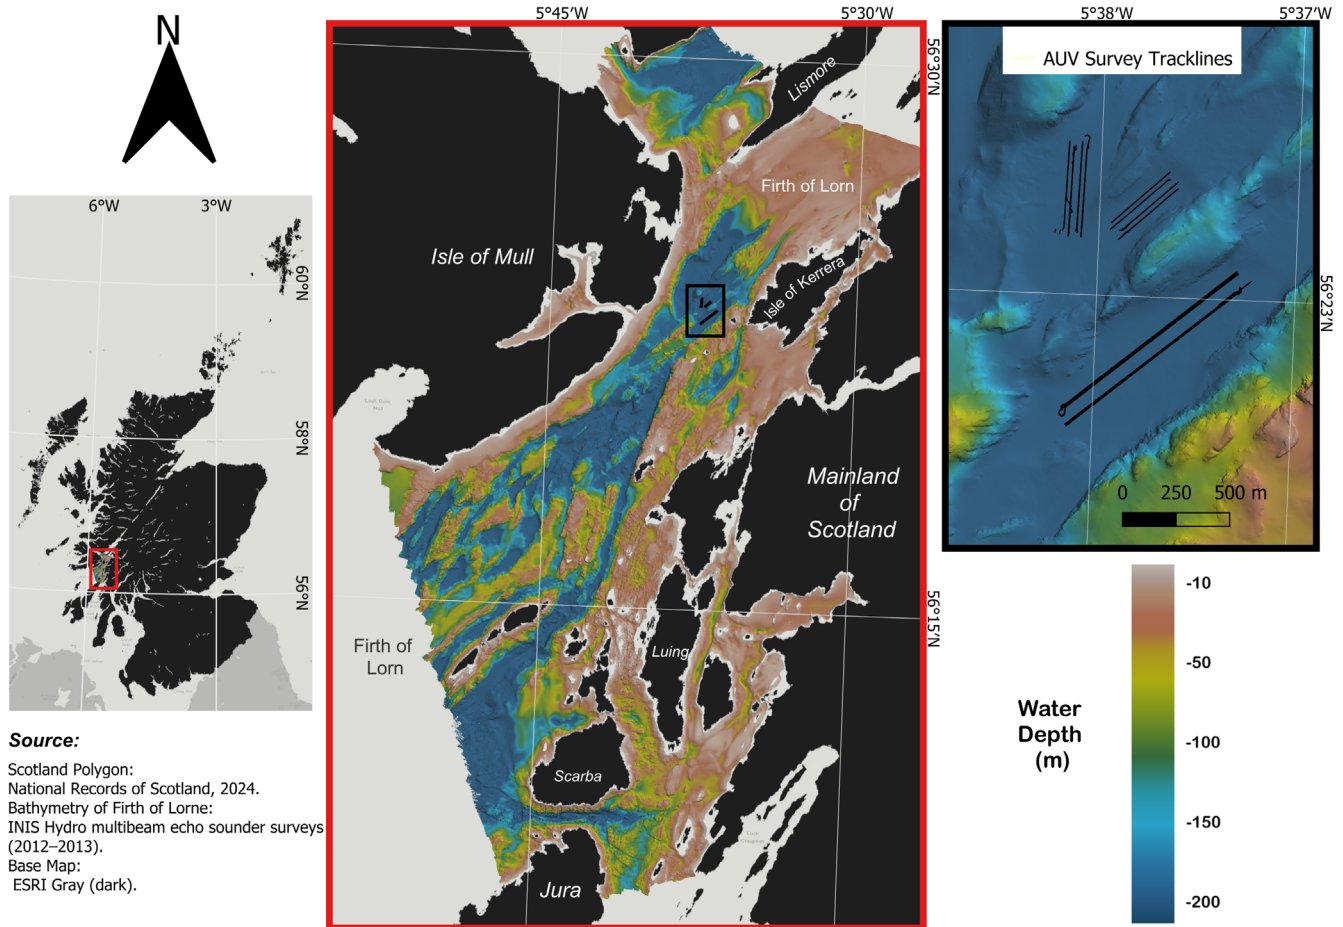 N
6°W
3°W
60°N
58°N
56°N
Source:
Scotland Polygon:
National Records of Scotland, 2024.
Bathymetry of Firth of Lorne:
INIS Hydro multibeam echo sounder surveys
(2012–2013).
Base Map:
ESRI Gray (dark).
5°45'W
5°30'W
56°30'N
56°15'N
Lismore
Firth of Lorn
Isle of Mull
Isle of Kerrera
Mainland
of
Scotland
Firth of
Lorn
Luing
Scarba
Jura
5°38'W
5°37'W
56°23'N
AUV Survey Tracklines
0 250 500 m
Water
Depth
(m)
-10
-50
-100
-150
-200